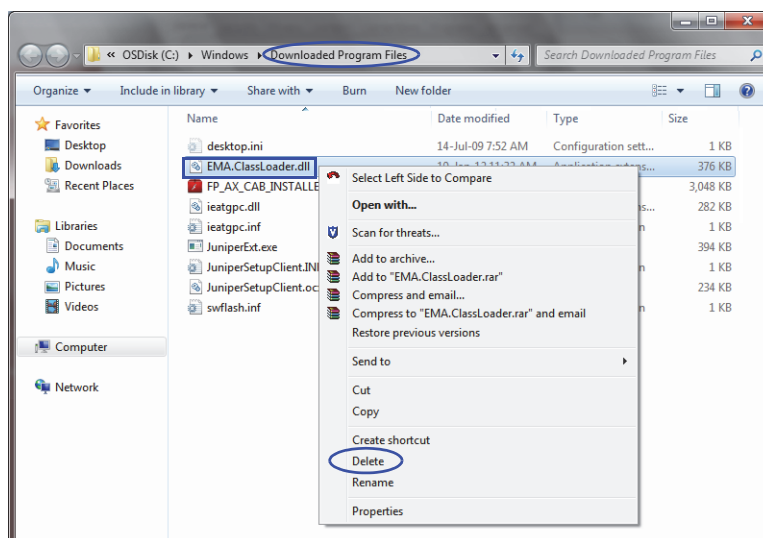 « OSDisk (C:) ▸ Windows ▸ Downloaded Program Files
Search Downloaded Program Files
Organize
Include in library
Share with
Burn
New folder
Favorites
Desktop
Downloads
Recent Places
Libraries
Documents
Music
Pictures
Videos
Computer
Network
Name Date modified Type Size
desktop.ini 14-Jul-09 7:52 AM Configuration sett... 1 KB
EMA.ClassLoader.dll 376 KB
FP_AX_CAB_INSTALLE 3,048 KB
ieatgpc.dll 282 KB
ieatgpc.inf 1 KB
JuniperExt.exe 394 KB
JuniperSetupClient.INI 1 KB
JuniperSetupClient.oc 234 KB
swflash.inf 1 KB
Select Left Side to Compare
Open with...
Scan for threats...
Add to archive...
Add to "EMA.ClassLoader.rar"
Compress and email...
Compress to "EMA.ClassLoader.rar" and email
Restore previous versions
Send to
Cut
Copy
Create shortcut
Delete
Rename
Properties